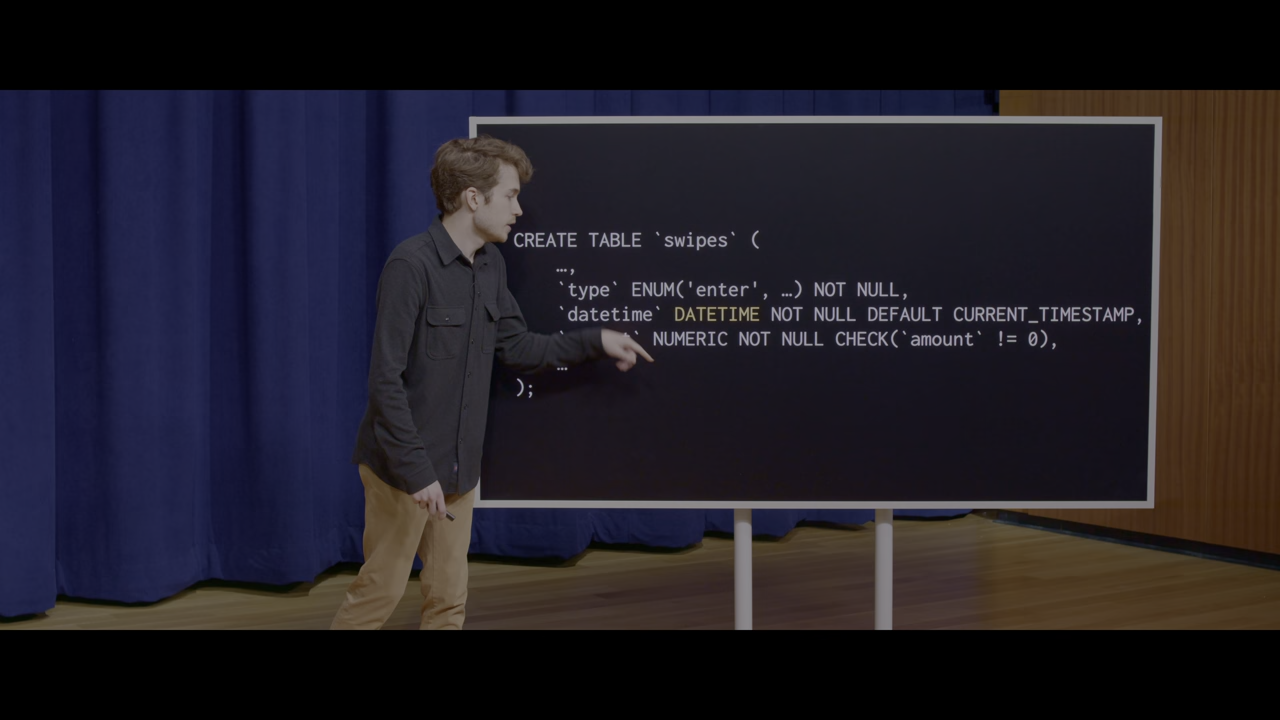 CREATE TABLE `swipes` (
…,
`type` ENUM('enter', …) NOT NULL,
`datetime` DATETIME NOT NULL DEFAULT CURRENT_TIMESTAMP,
` NUMERIC NOT NULL CHECK(`amount` != 0),
…
);